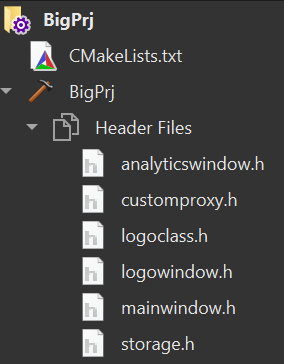 BigPrj
CMakeLists.txt
BigPrj
Header Files
analyticswindow.h
customproxy.h
logoclass.h
logowindow.h
mainwindow.h
storage.h